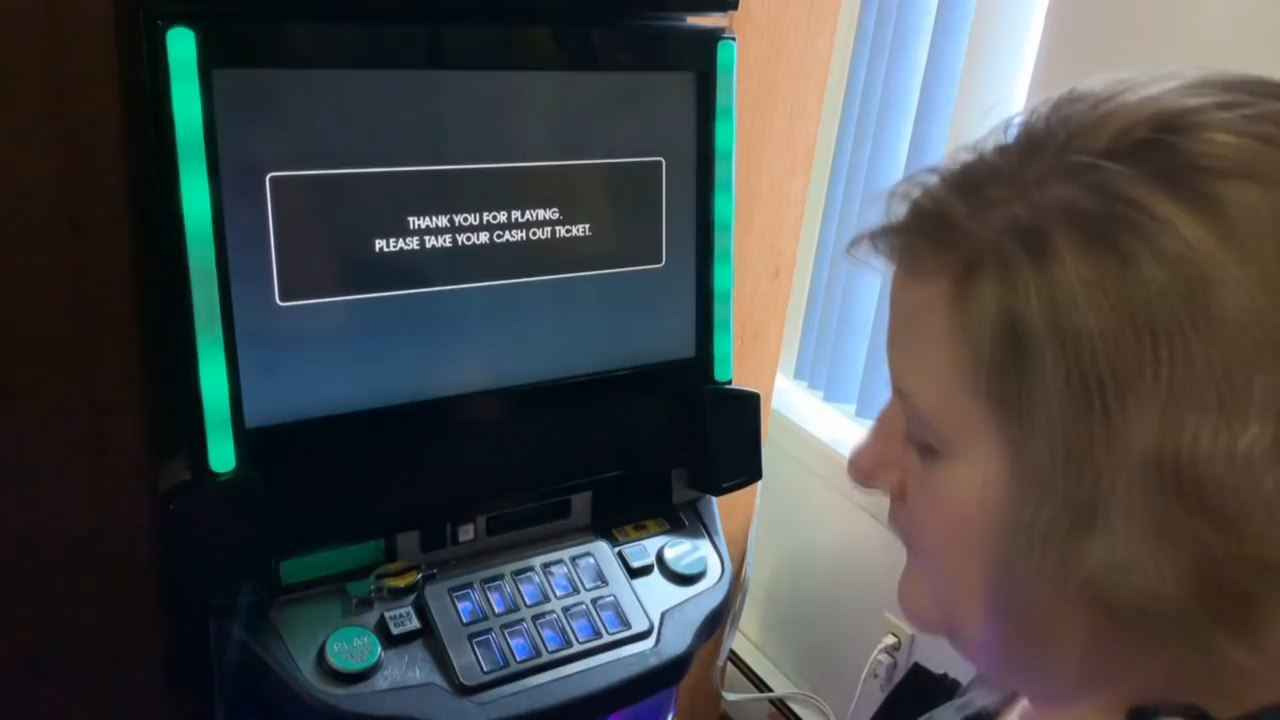 THANK YOU FOR PLAYING.
PLEASE TAKE YOUR CASH OUT TICKET.
MAX
BET
PLAY